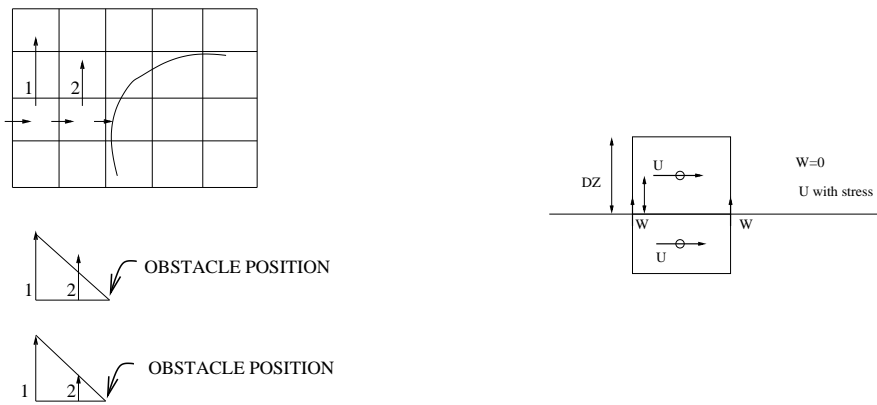 1 2
1 2 OBSTACLE POSITION
1 2 OBSTACLE POSITION
U W=0
DZ
U with stress
W W
U